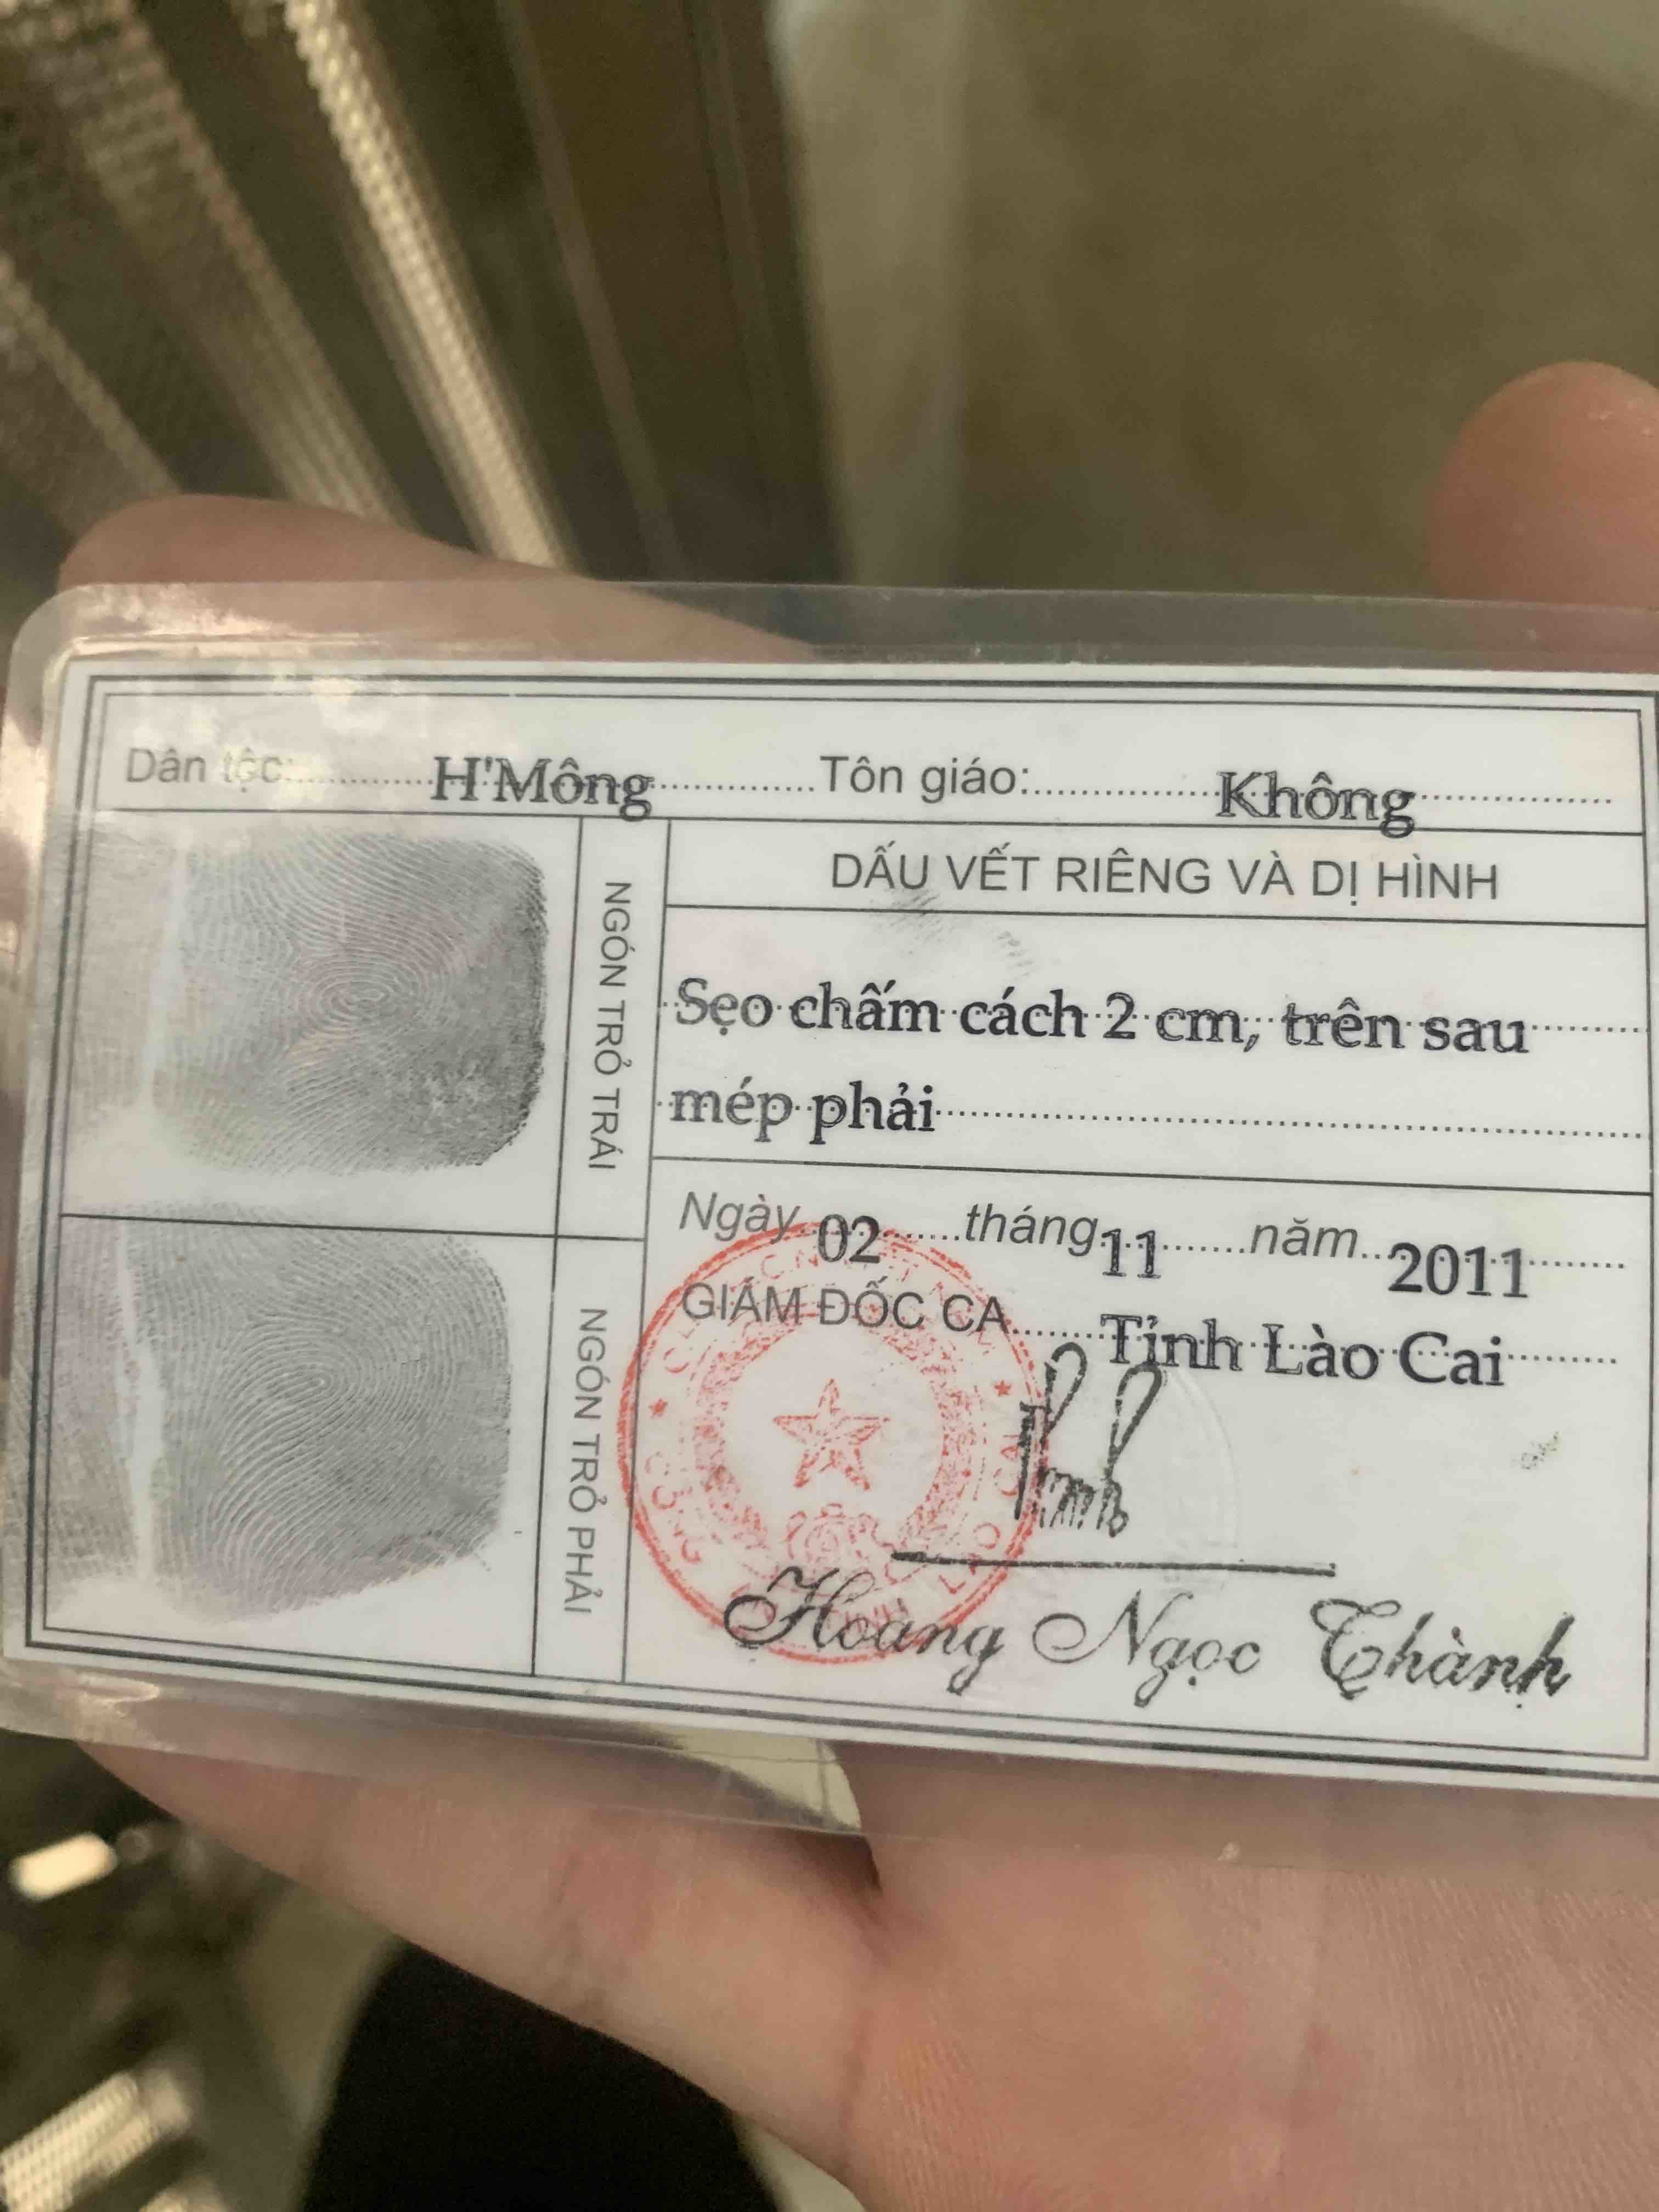 Dân tộc: H'Mông Tôn giáo: Không
NGÓN TRỎ TRÁI
DẤU VẾT RIÊNG VÀ DỊ HÌNH
Sẹo chấm cách 2 cm, trên sau
mép phải
NGÓN TRỎ PHẢI
Ngày 02 tháng 11 năm 2011
GIÁM ĐỐC CA Tỉnh Lào Cai
Hoang Ngọc Thành